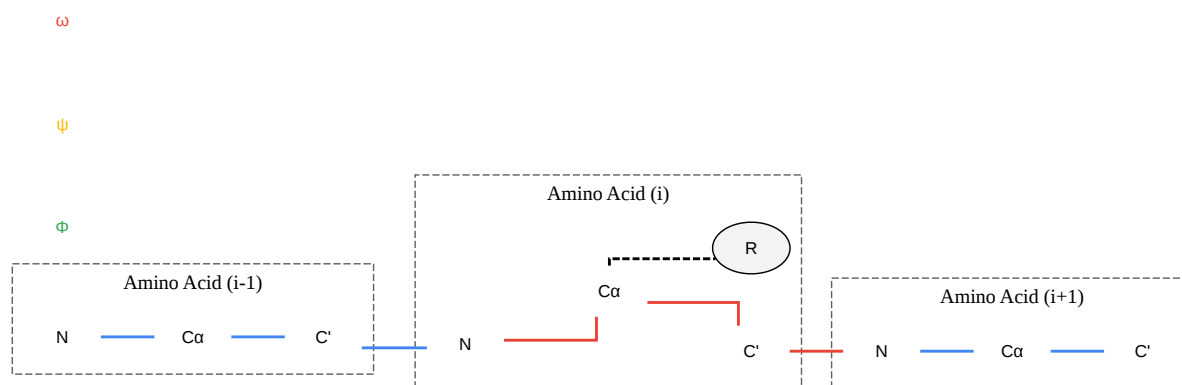 ω
ψ
Φ
Amino Acid (i-1)
N Cα C'
Amino Acid (i)
R
Cα
N
C'
Amino Acid (i+1)
N Cα C'